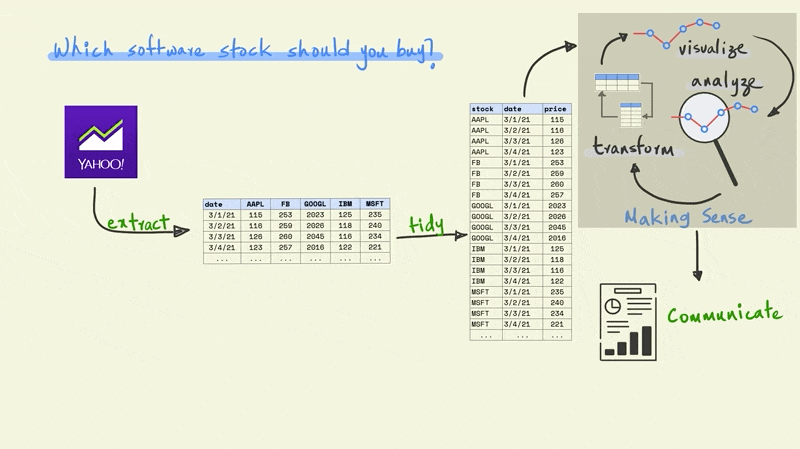 Which software stock should you buy?
YAHOO!
extract
date AAPL FB GOOGL IBM MSFT
3/1/21 115 253 2023 125 235
3/2/21 116 259 2026 118 240
3/3/21 126 260 2045 116 234
3/4/21 123 257 2016 122 221
... ... ... ... ... ...
tidy
stock date price
AAPL 3/1/21 115
AAPL 3/2/21 116
AAPL 3/3/21 126
AAPL 3/4/21 123
FB 3/1/21 253
FB 3/2/21 259
FB 3/3/21 260
FB 3/4/21 257
GOOGL 3/1/21 2023
GOOGL 3/2/21 2026
GOOGL 3/3/21 2045
GOOGL 3/4/21 2016
IBM 3/1/21 125
IBM 3/2/21 118
IBM 3/3/21 116
IBM 3/4/21 122
MSFT 3/1/21 235
MSFT 3/2/21 240
MSFT 3/3/21 234
MSFT 3/4/21 221
... ... ...
visualize
analyze
transform
Making Sense
Communicate